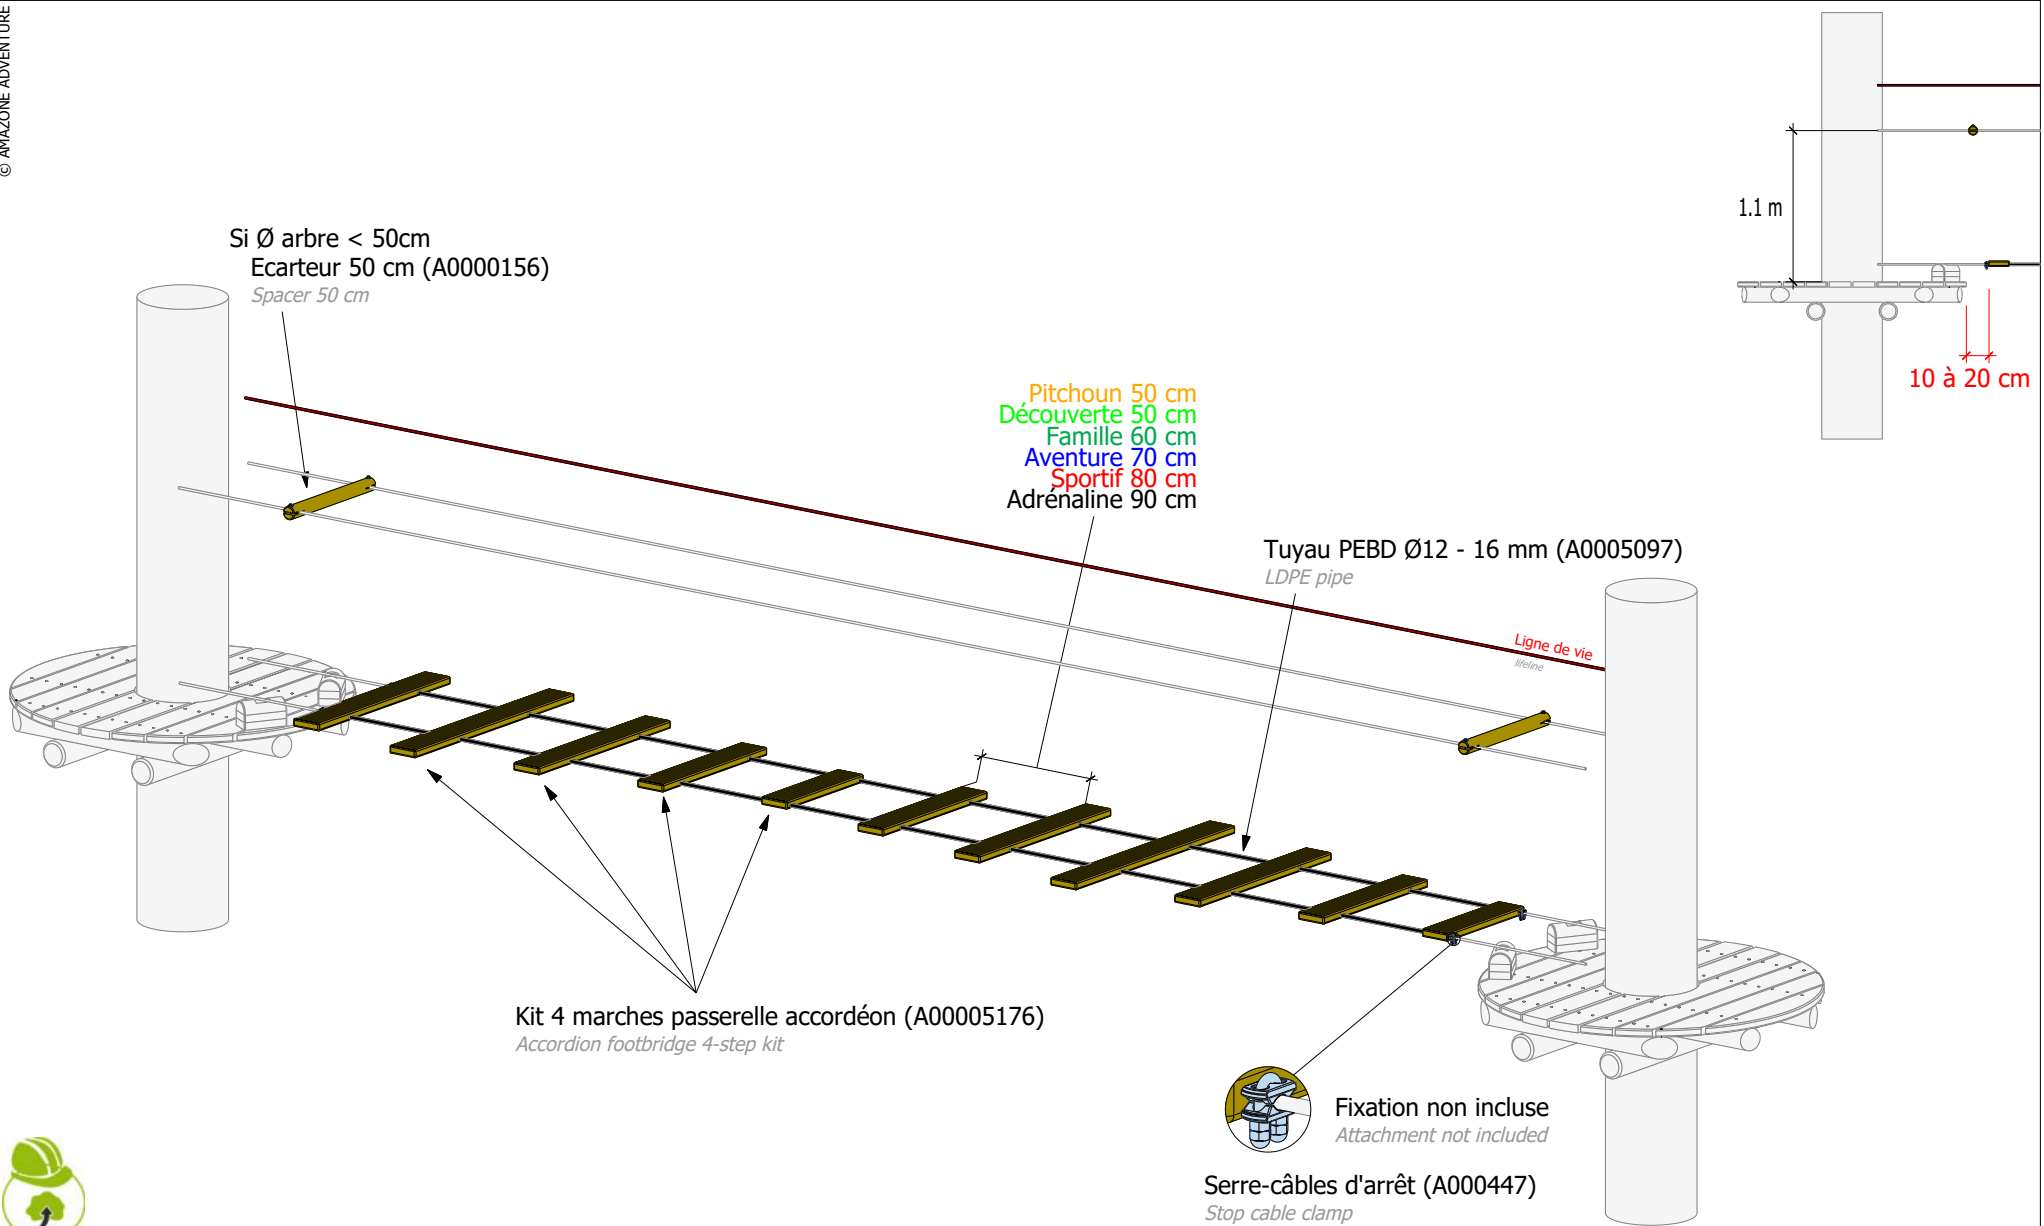 © AMAZONE ADVENTURE
1.1 m
10 à 20 cm
Si Ø arbre < 50cm
Ecarteur 50 cm (A0000156)
Spacer 50 cm
Pitchoun 50 cm
Découverte 50 cm
Famille 60 cm
Aventure 70 cm
Sportif 80 cm
Adrénaline 90 cm
Tuyau PEBD Ø12 - 16 mm (A0005097)
LDPE pipe
Ligne de vie
lifeline
Kit 4 marches passerelle accordéon (A00005176)
Accordion footbridge 4-step kit
Fixation non incluse
Attachment not included
Serre-câbles d'arrêt (A000447)
Stop cable clamp